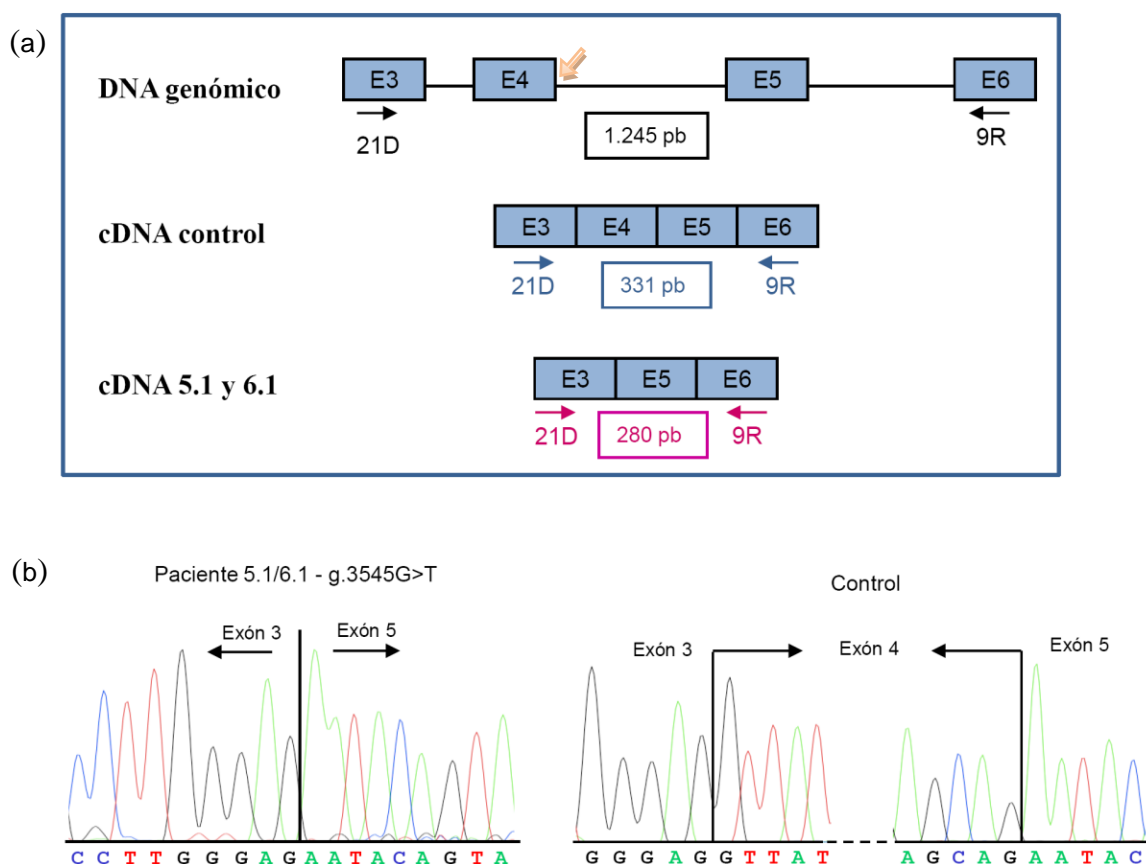 (a)
E3 E4 E5 E6
DNA genómico
21D 1.245 pb 9R
E3 E4 E5 E6
cDNA control
21D 331 pb 9R
E3 E5 E6
cDNA 5.1 y 6.1
21D 280 pb 9R
(b)
Paciente 5.1/6.1 - g.3545G>T
Exón 3 Exón 5
C C T T G G G A G A A T A C A G T A
Control
Exón 3 Exón 4 Exón 5
G G G A G G T T A T A G C A G A A T A C